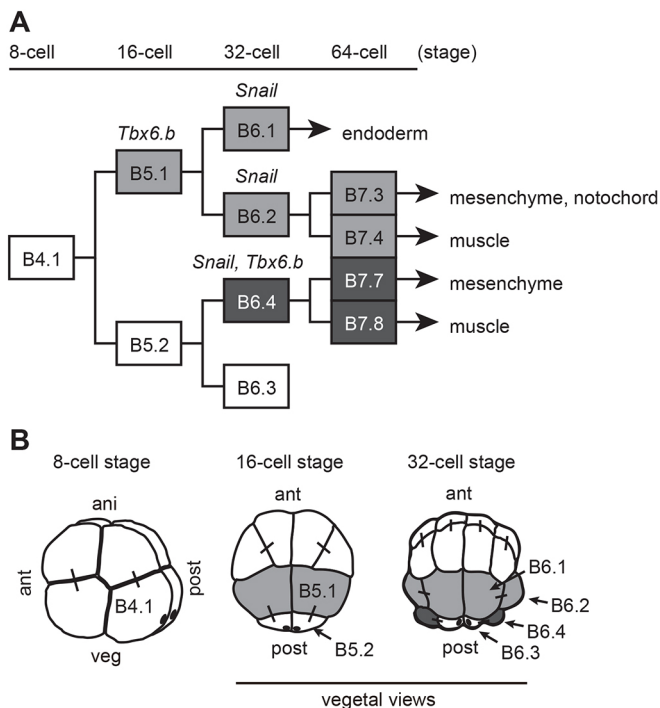 A
8-cell 16-cell 32-cell 64-cell (stage)
Snail
Tbx6.b
B6.1
endoderm
B5.1
Snail
B6.2
B7.3
mesenchyme, notochord
B7.4
muscle
B4.1
Snail, Tbx6.b
B6.4
B7.7
mesenchyme
B7.8
muscle
B5.2
B6.3
B
8-cell stage 16-cell stage 32-cell stage
ani
ant
post
B4.1
veg
ant
B5.1
post
B5.2
ant
B6.1
B6.2
B6.4
post
B6.3
vegetal views